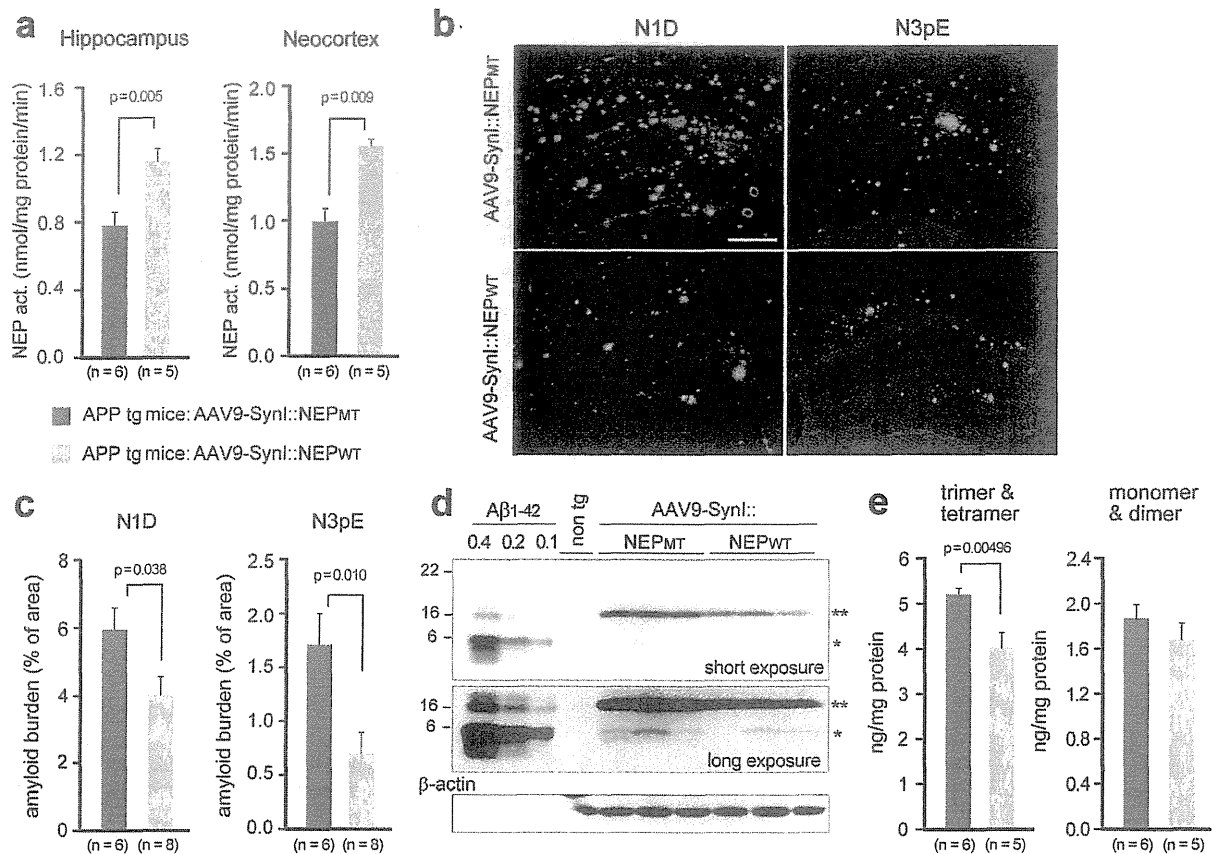 a
Hippocampus
Neocortex
NEP act. (nmol/mg protein/min)
1.6
1.2
0.8
0.4
0.0
p=0.005
(n = 6) (n = 5)
NEP act. (nmol/mg protein/min)
2.0
1.5
1.0
0.5
0.0
p=0.009
(n = 6) (n = 5)
APP tg mice: AAV9-SynI::NEPMT
APP tg mice: AAV9-SynI::NEPWT
b
N1D
N3pE
AAV9-SynI::NEPMT
AAV9-SynI::NEPWT
c
N1D
N3pE
amyloid burden (% of area)
8
6
4
2
0
p=0.038
(n = 6) (n = 8)
amyloid burden (% of area)
2.5
2.0
1.5
1.0
0.5
0.0
p=0.010
(n = 6) (n = 8)
d
Aβ1-42
non tg
AAV9-SynI::
0.4 0.2 0.1
NEPMT
NEPWT
22
16
**
6
*
short exposure
16
**
6
*
long exposure
β-actin
e
trimer &
tetramer
monomer
& dimer
ng/mg protein
6
5
4
3
2
1
0
p=0.00496
(n = 6) (n = 5)
ng/mg protein
2.4
2.0
1.6
1.2
0.8
0.4
0.0
(n = 6) (n = 5)